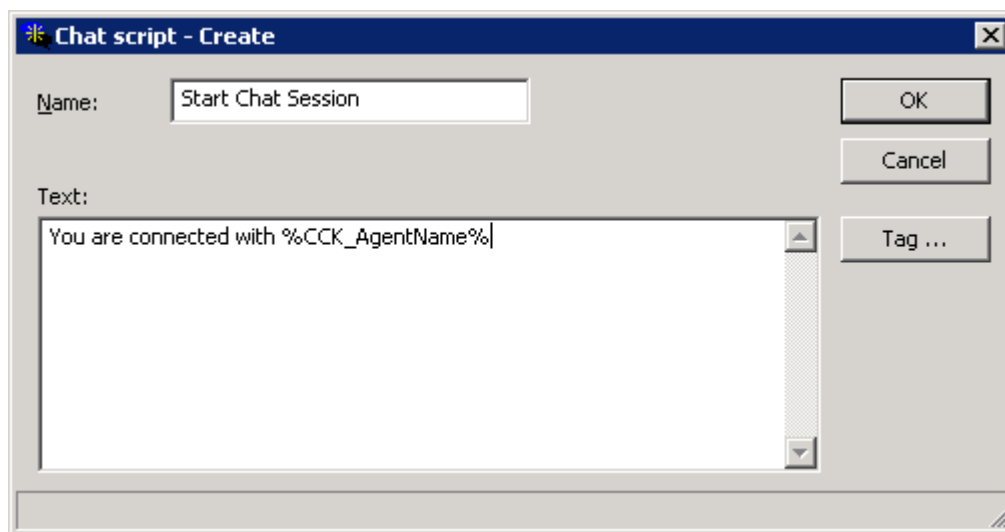 Chat script - Create
Name:
Start Chat Session
OK
Cancel
Text:
You are connected with %CCK_AgentName%
Tag ...